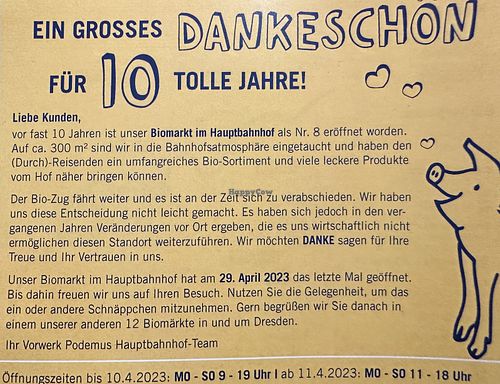 EIN GROSSES DANKESCHÖN
FÜR 10 TOLLE JAHRE!
Liebe Kunden,
vor fast 10 Jahren ist unser Biomarkt im Hauptbahnhof als Nr. 8 eröffnet worden.
Auf ca. 300 m² sind wir in die Bahnhofsatmosphäre eingetaucht und haben den
(Durch)-Reisenden ein umfangreiches Bio-Sortiment und viele leckere Produkte
vom Hof näher bringen können.
HappyCow
Der Bio-Zug fährt weiter und es ist an der Zeit sich zu verabschieden. Wir haben
uns diese Entscheidung nicht leicht gemacht. Es haben sich jedoch in den ver-
gangenen Jahren Veränderungen vor Ort ergeben, die es uns wirtschaftlich nicht
ermöglichen diesen Standort weiterzuführen. Wir möchten DANKE sagen für Ihre
Treue und Ihr Vertrauen in uns.
Unser Biomarkt im Hauptbahnhof hat am 29. April 2023 das letzte Mal geöffnet.
Bis dahin freuen wir uns auf Ihren Besuch. Nutzen Sie die Gelegenheit, um das
ein oder andere Schnäppchen mitzunehmen. Gern begrüßen wir Sie danach in
einem unserer anderen 12 Biomärkte in und um Dresden.
Ihr Vorwerk Podemus Hauptbahnhof-Team
Öffnungszeiten bis 10.4.2023: MO - SO 9 - 19 Uhr I ab 11.4.2023: MO - SO 11 - 18 Uhr